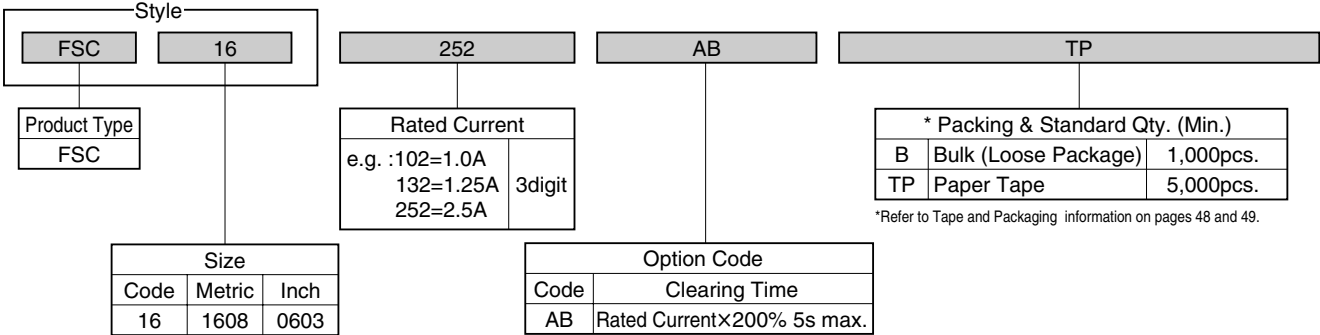 Style
FSC 16 252 AB TP
Product Type
FSC
Rated Current
e.g. :102=1.0A
132=1.25A
252=2.5A
3digit
* Packing & Standard Qty. (Min.)
B Bulk (Loose Package) 1,000pcs.
TP Paper Tape 5,000pcs.
*Refer to Tape and Packaging information on pages 48 and 49.
Size
Code Metric Inch
16 1608 0603
Option Code
Code Clearing Time
AB Rated Current×200% 5s max.